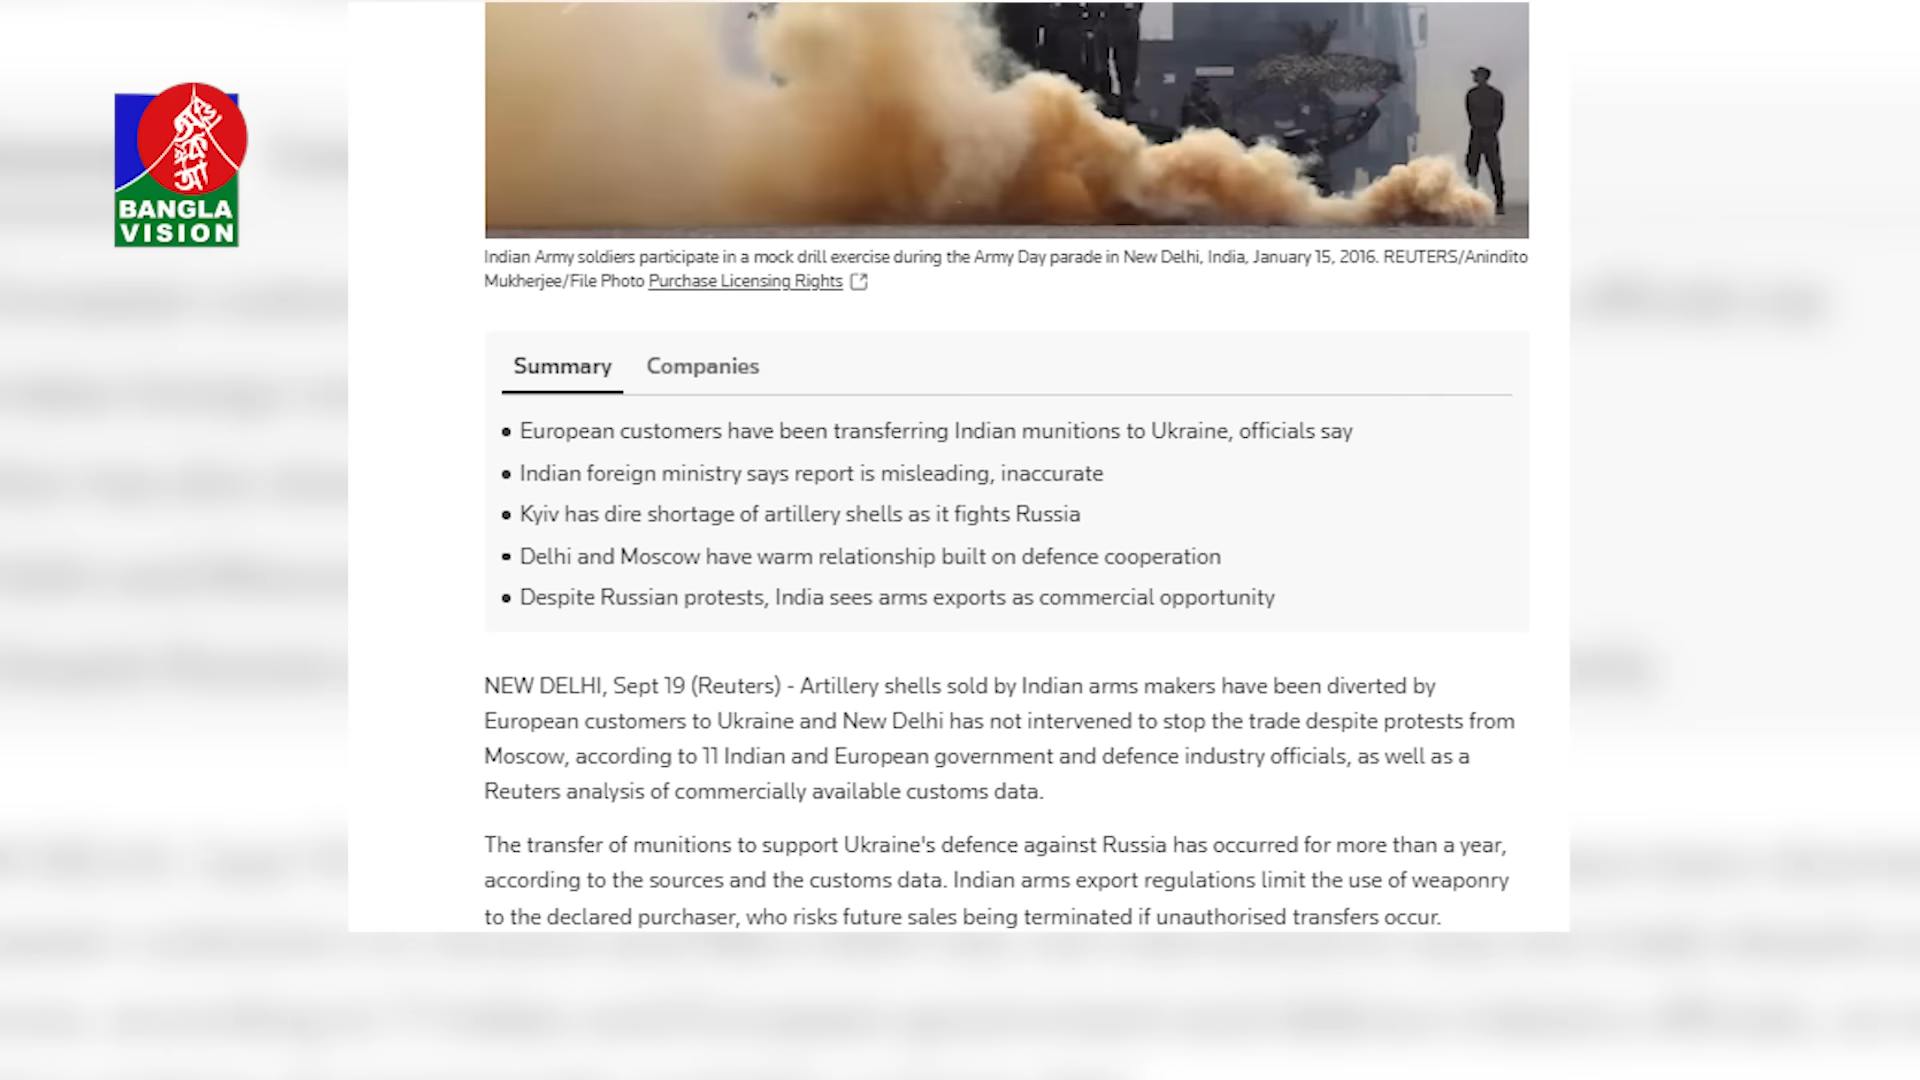 BANGLA
VISION
Indian Army soldiers participate in a mock drill exercise during the Army Day parade in New Delhi, India, January 15, 2016. REUTERS/Anindito
Mukherjee/File Photo Purchase Licensing Rights
Summary Companies
• European customers have been transferring Indian munitions to Ukraine, officials say
• Indian foreign ministry says report is misleading, inaccurate
• Kyiv has dire shortage of artillery shells as it fights Russia
• Delhi and Moscow have warm relationship built on defence cooperation
• Despite Russian protests, India sees arms exports as commercial opportunity
NEW DELHI, Sept 19 (Reuters) - Artillery shells sold by Indian arms makers have been diverted by
European customers to Ukraine and New Delhi has not intervened to stop the trade despite protests from
Moscow, according to 11 Indian and European government and defence industry officials, as well as a
Reuters analysis of commercially available customs data.
The transfer of munitions to support Ukraine's defence against Russia has occurred for more than a year,
according to the sources and the customs data. Indian arms export regulations limit the use of weaponry
to the declared purchaser, who risks future sales being terminated if unauthorised transfers occur.